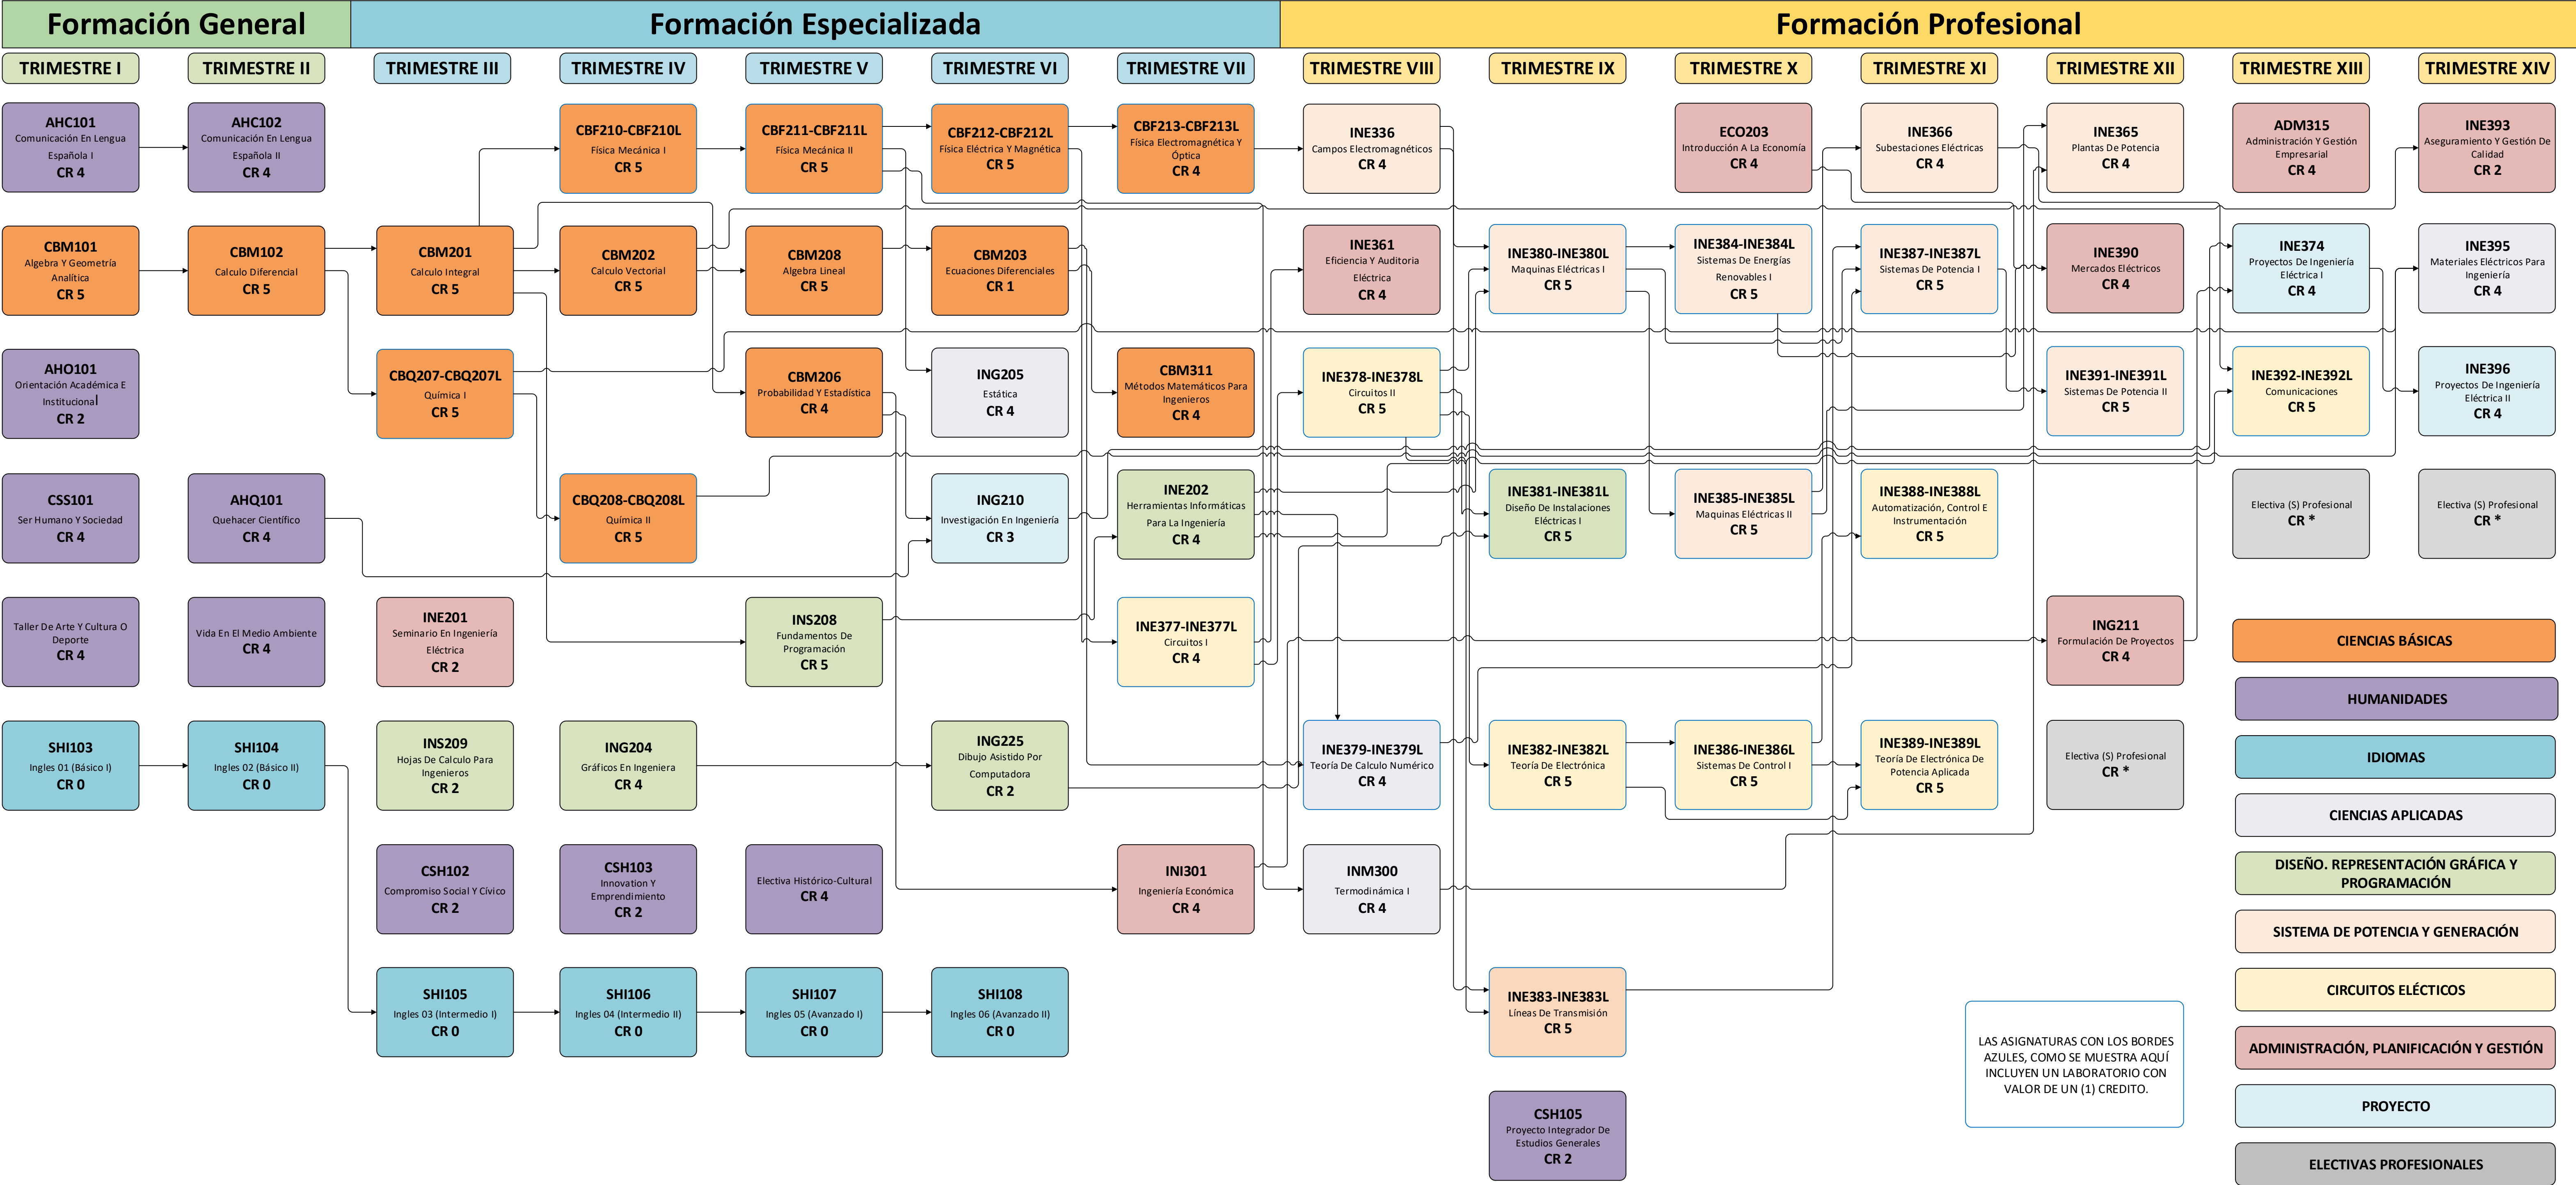 Formación General
Formación Especializada
Formación Profesional
TRIMESTRE I
TRIMESTRE II
TRIMESTRE III
TRIMESTRE IV
TRIMESTRE V
TRIMESTRE VI
TRIMESTRE VII
TRIMESTRE VIII
TRIMESTRE IX
TRIMESTRE X
TRIMESTRE XI
TRIMESTRE XII
TRIMESTRE XIII
TRIMESTRE XIV
AHC101
Comunicación En Lengua
Española I
CR 4
AHC102
Comunicación En Lengua
Española II
CR 4
CBF210-CBF210L
Física Mecánica I
CR 5
CBF211-CBF211L
Física Mecánica II
CR 5
CBF212-CBF212L
Física Eléctrica Y Magnética
CR 5
CBF213-CBF213L
Física Electromagnética Y
Óptica
CR 4
INE336
Campos Electromagnéticos
CR 4
ECO203
Introducción A La Economía
CR 4
INE366
Subestaciones Eléctricas
CR 4
INE365
Plantas De Potencia
CR 4
ADM315
Administración Y Gestión
Empresarial
CR 4
INE393
Aseguramiento Y Gestión De
Calidad
CR 2
CBM101
Algebra Y Geometría
Analítica
CR 5
CBM102
Calculo Diferencial
CR 5
CBM201
Calculo Integral
CR 5
CBM202
Calculo Vectorial
CR 5
CBM208
Algebra Lineal
CR 5
CBM203
Ecuaciones Diferenciales
CR 1
INE361
Eficiencia Y Auditoria
Eléctrica
CR 4
INE380-INE380L
Maquinas Eléctricas I
CR 5
INE384-INE384L
Sistemas De Energías
Renovables I
CR 5
INE387-INE387L
Sistemas De Potencia I
CR 5
INE390
Mercados Eléctricos
CR 4
INE374
Proyectos De Ingeniería
Eléctrica I
CR 4
INE395
Materiales Eléctricos Para
Ingeniería
CR 4
AHO101
Orientación Académica E
Institucional
CR 2
CBQ207-CBQ207L
Química I
CR 5
CBM206
Probabilidad Y Estadística
CR 4
ING205
Estática
CR 4
CBM311
Métodos Matemáticos Para
Ingenieros
CR 4
INE378-INE378L
Circuitos II
CR 5
INE391-INE391L
Sistemas De Potencia II
CR 5
INE392-INE392L
Comunicaciones
CR 5
INE396
Proyectos De Ingeniería
Eléctrica II
CR 4
CSS101
Ser Humano Y Sociedad
CR 4
AHQ101
Quehacer Científico
CR 4
CBQ208-CBQ208L
Química II
CR 5
ING210
Investigación En Ingeniería
CR 3
INE202
Herramientas Informáticas
Para La Ingeniería
CR 4
INE381-INE381L
Diseño De Instalaciones
Eléctricas I
CR 5
INE385-INE385L
Maquinas Eléctricas II
CR 5
INE388-INE388L
Automatización, Control E
Instrumentación
CR 5
Electiva (S) Profesional
CR *
Electiva (S) Profesional
CR *
Taller De Arte Y Cultura O
Deporte
CR 4
Vida En El Medio Ambiente
CR 4
INE201
Seminario En Ingeniería
Eléctrica
CR 2
INS208
Fundamentos De
Programación
CR 5
INE377-INE377L
Circuitos I
CR 4
ING211
Formulación De Proyectos
CR 4
CIENCIAS BÁSICAS
HUMANIDADES
SHI103
Ingles 01 (Básico I)
CR 0
SHI104
Ingles 02 (Básico II)
CR 0
INS209
Hojas De Calculo Para
Ingenieros
CR 2
ING204
Gráficos En Ingeniera
CR 4
ING225
Dibujo Asistido Por
Computadora
CR 2
INE379-INE379L
Teoría De Calculo Numérico
CR 4
INE382-INE382L
Teoría De Electrónica
CR 5
INE386-INE386L
Sistemas De Control I
CR 5
INE389-INE389L
Teoría De Electrónica De
Potencia Aplicada
CR 5
Electiva (S) Profesional
CR *
IDIOMAS
CIENCIAS APLICADAS
CSH102
Compromiso Social Y Cívico
CR 2
CSH103
Innovation Y
Emprendimiento
CR 2
Electiva Histórico-Cultural
CR 4
INI301
Ingeniería Económica
CR 4
INM300
Termodinámica I
CR 4
DISEÑO. REPRESENTACIÓN GRÁFICA Y
PROGRAMACIÓN
SISTEMA DE POTENCIA Y GENERACIÓN
SHI105
Ingles 03 (Intermedio I)
CR 0
SHI106
Ingles 04 (Intermedio II)
CR 0
SHI107
Ingles 05 (Avanzado I)
CR 0
SHI108
Ingles 06 (Avanzado II)
CR 0
INE383-INE383L
Líneas De Transmisión
CR 5
CIRCUITOS ELÉCTICOS
LAS ASIGNATURAS CON LOS BORDES
AZULES, COMO SE MUESTRA AQUÍ
INCLUYEN UN LABORATORIO CON
VALOR DE UN (1) CREDITO.
ADMINISTRACIÓN, PLANIFICACIÓN Y GESTIÓN
PROYECTO
CSH105
Proyecto Integrador De
Estudios Generales
CR 2
ELECTIVAS PROFESIONALES